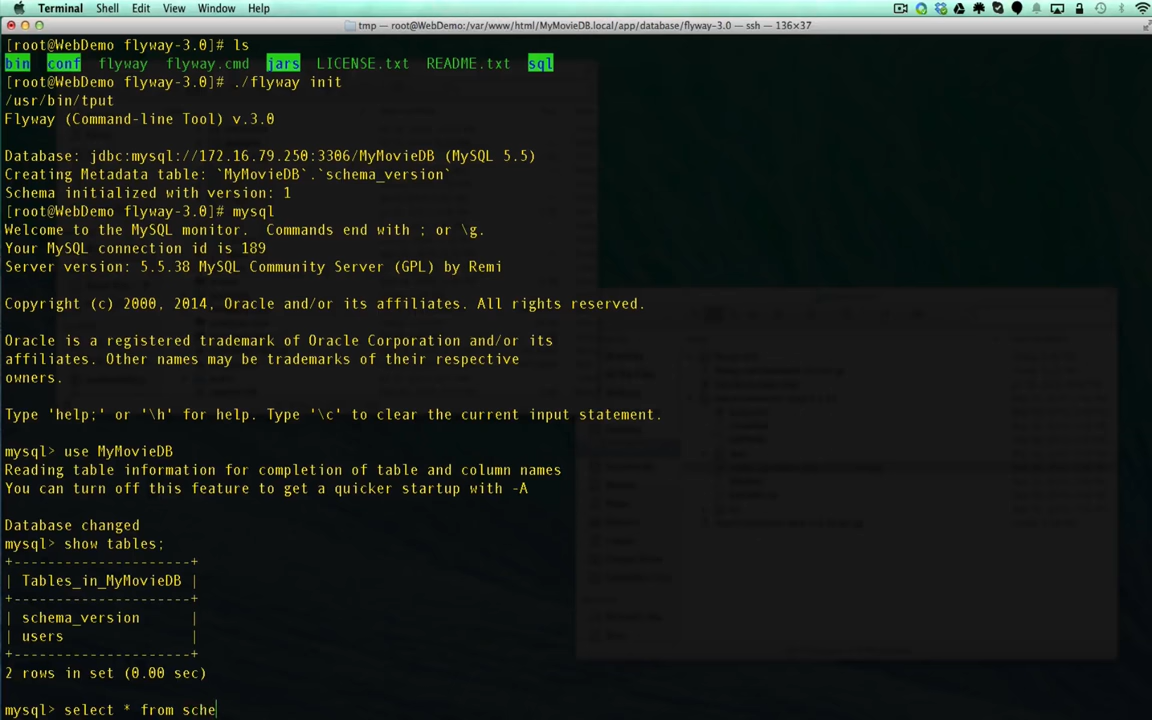 Terminal Shell Edit View Window Help
tmp — root@WebDemo:/var/www/html/MyMovieDB.local/app/database/flyway-3.0 — ssh — 136×37
[root@WebDemo flyway-3.0]# ls
bin conf flyway flyway.cmd jars LICENSE.txt README.txt sql
[root@WebDemo flyway-3.0]# ./flyway init
/usr/bin/tput
Flyway (Command-line Tool) v.3.0
Database: jdbc:mysql://172.16.79.250:3306/MyMovieDB (MySQL 5.5)
Creating Metadata table: `MyMovieDB`.`schema_version`
Schema initialized with version: 1
[root@WebDemo flyway-3.0]# mysql
Welcome to the MySQL monitor.  Commands end with ; or \g.
Your MySQL connection id is 189
Server version: 5.5.38 MySQL Community Server (GPL) by Remi
Copyright (c) 2000, 2014, Oracle and/or its affiliates. All rights reserved.
Oracle is a registered trademark of Oracle Corporation and/or its
affiliates. Other names may be trademarks of their respective
owners.
Type 'help;' or '\h' for help. Type '\c' to clear the current input statement.
mysql> use MyMovieDB
Reading table information for completion of table and column names
You can turn off this feature to get a quicker startup with -A
Database changed
mysql> show tables;
+---------------------+
| Tables_in_MyMovieDB |
+---------------------+
| schema_version      |
| users               |
+---------------------+
2 rows in set (0.00 sec)
mysql> select * from sche